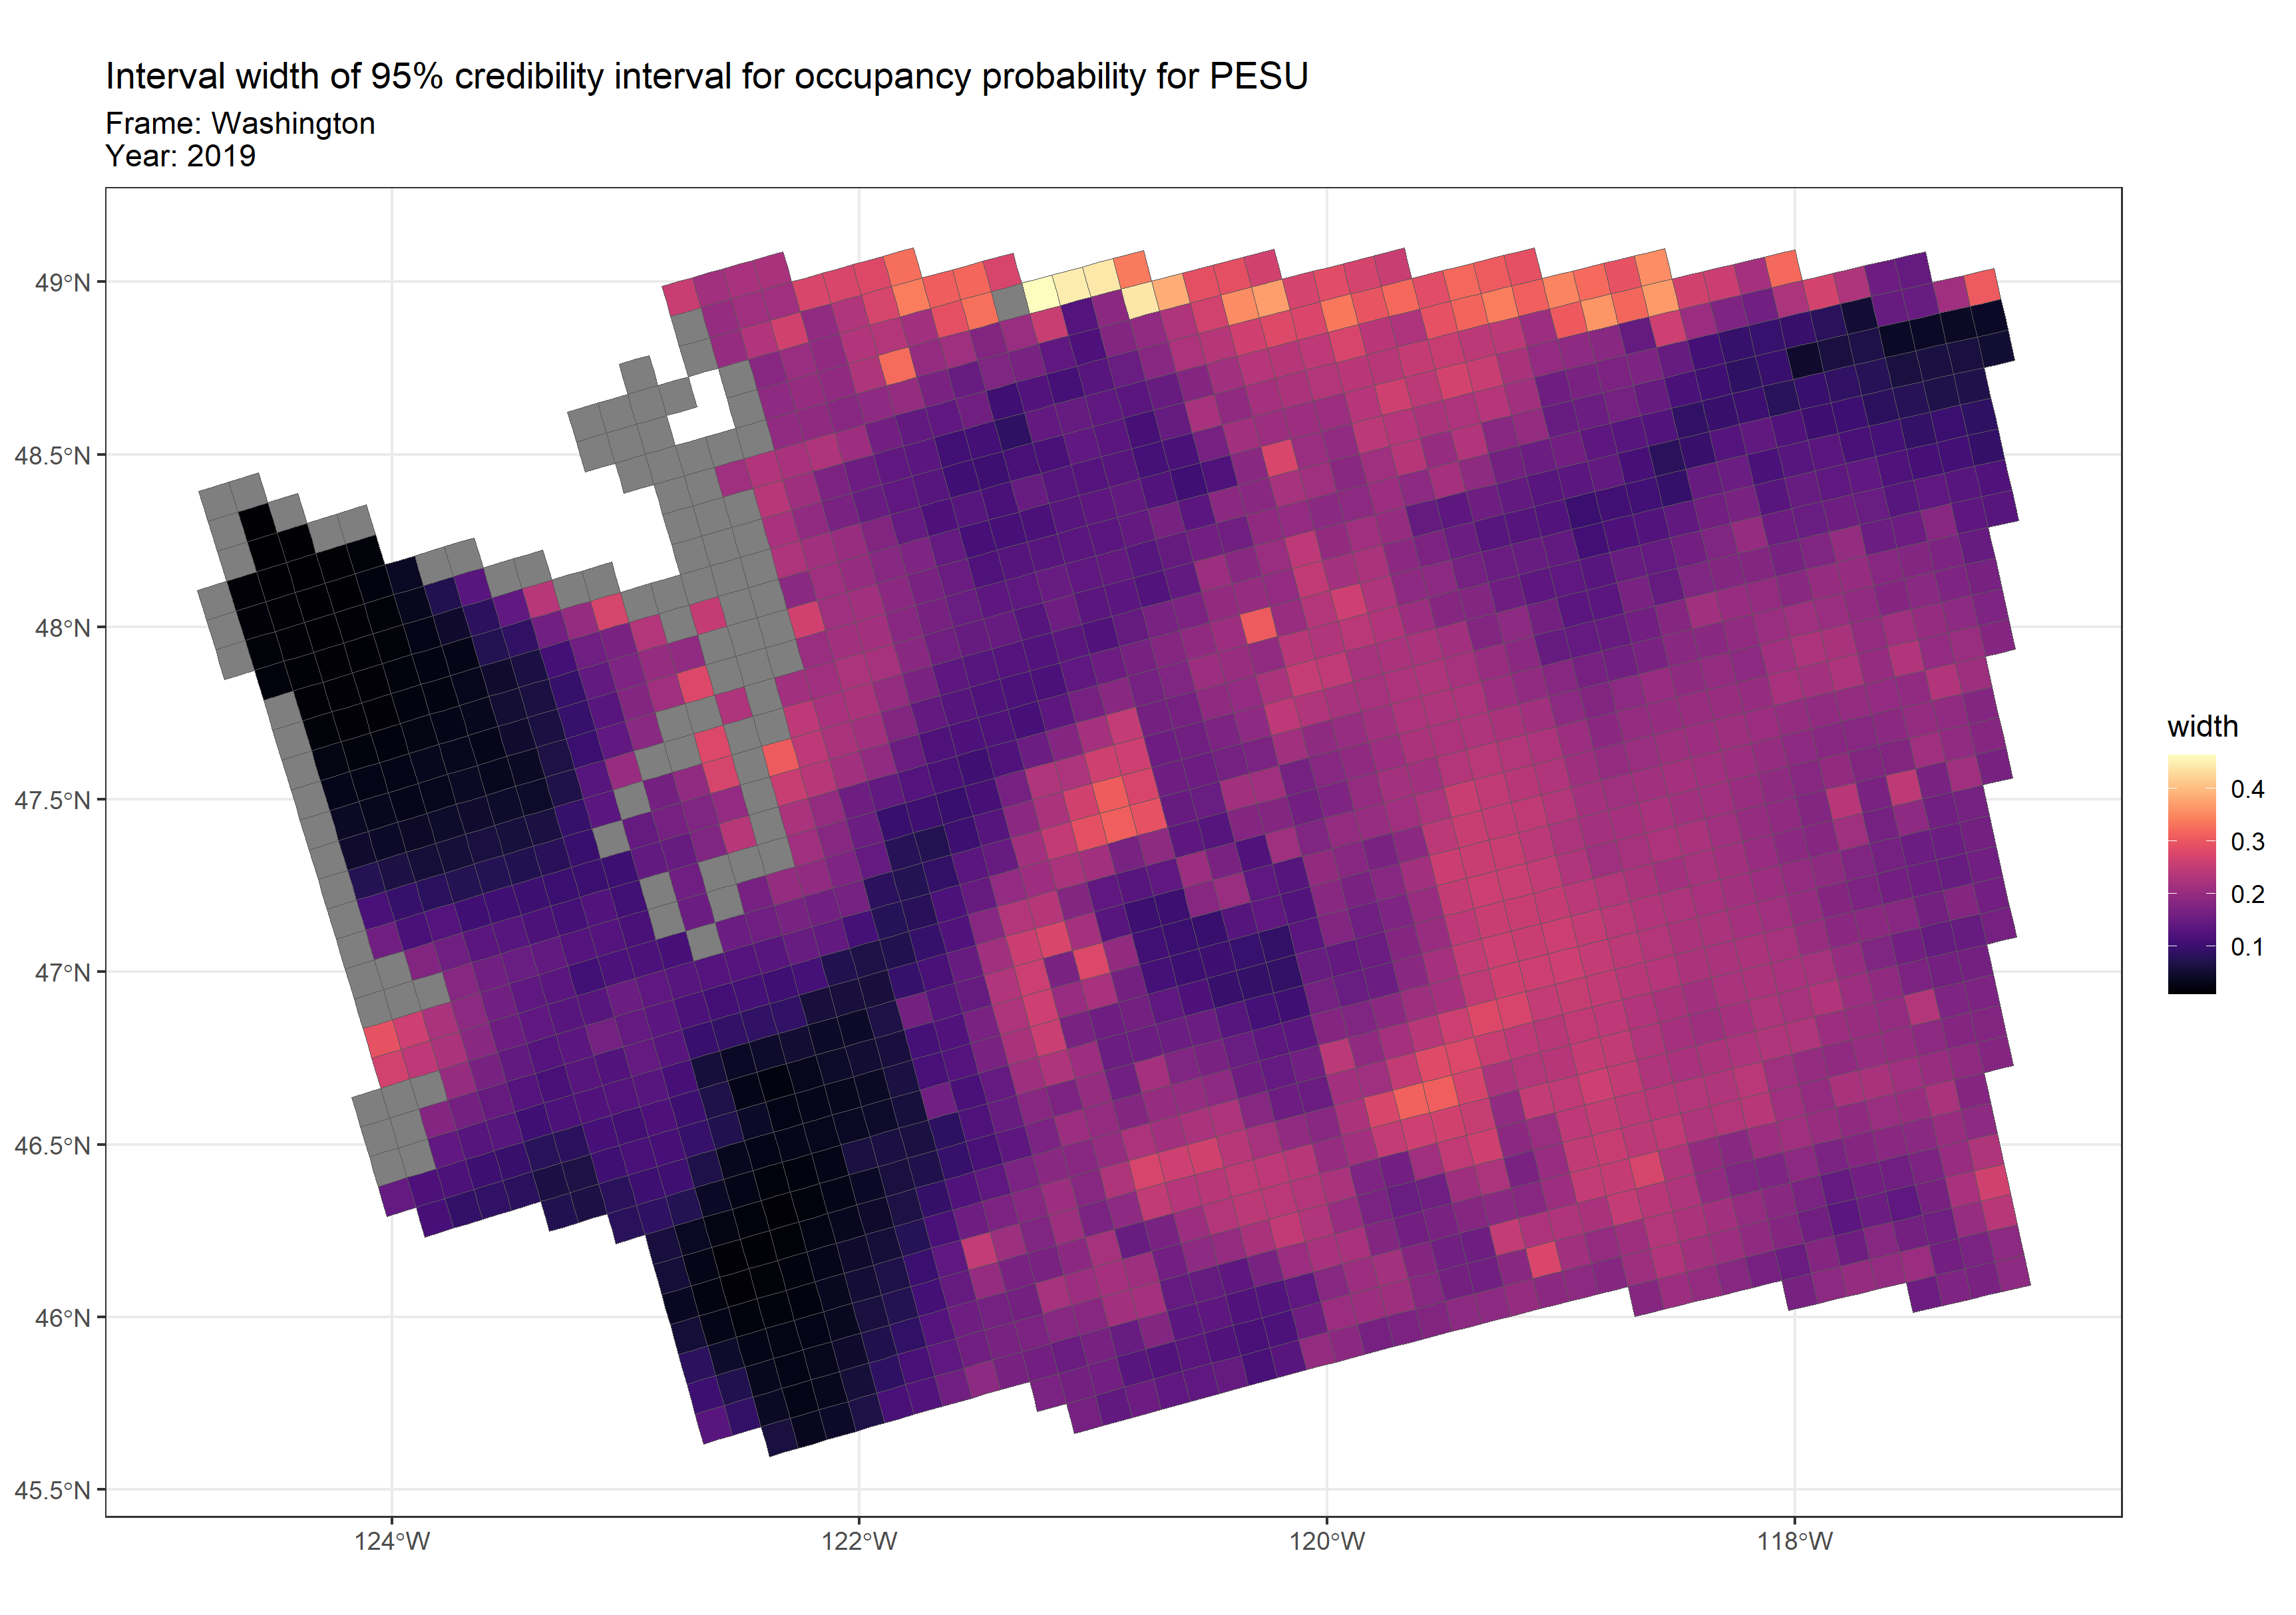 Interval width of 95% credibility interval for occupancy probability for PESU
Frame: Washington
Year: 2019
49°N
48.5°N
48°N
47.5°N
47°N
46.5°N
46°N
45.5°N
124°W
122°W
120°W
118°W
width
0.4
0.3
0.2
0.1